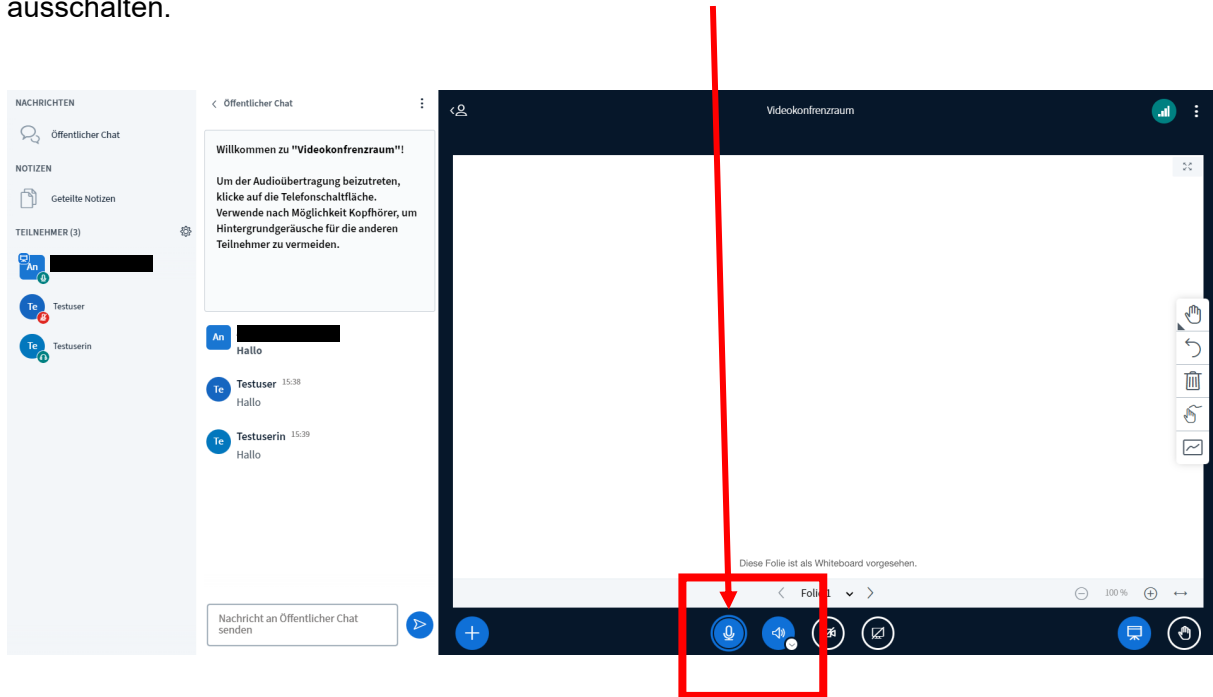 ausschalten.
NACHRICHTEN
Öffentlicher Chat
NOTIZEN
Geteilte Notizen
TEILNEHMER (3)
An
Te
Testuser
Te
Testuserin
Öffentlicher Chat
Willkommen zu "Videokonfrenzraum"!
Um der Audioübertragung beizutreten,
klicke auf die Telefonschaltfläche.
Verwende nach Möglichkeit Kopfhörer, um
Hintergrundgeräusche für die anderen
Teilnehmer zu vermeiden.
An
Hallo
Te
Testuser 15:38
Hallo
Te
Testuserin 15:39
Hallo
Nachricht an Öffentlicher Chat
senden
Videokonfrenzraum
Diese Folie ist als Whiteboard vorgesehen.
Folie 1
100 %